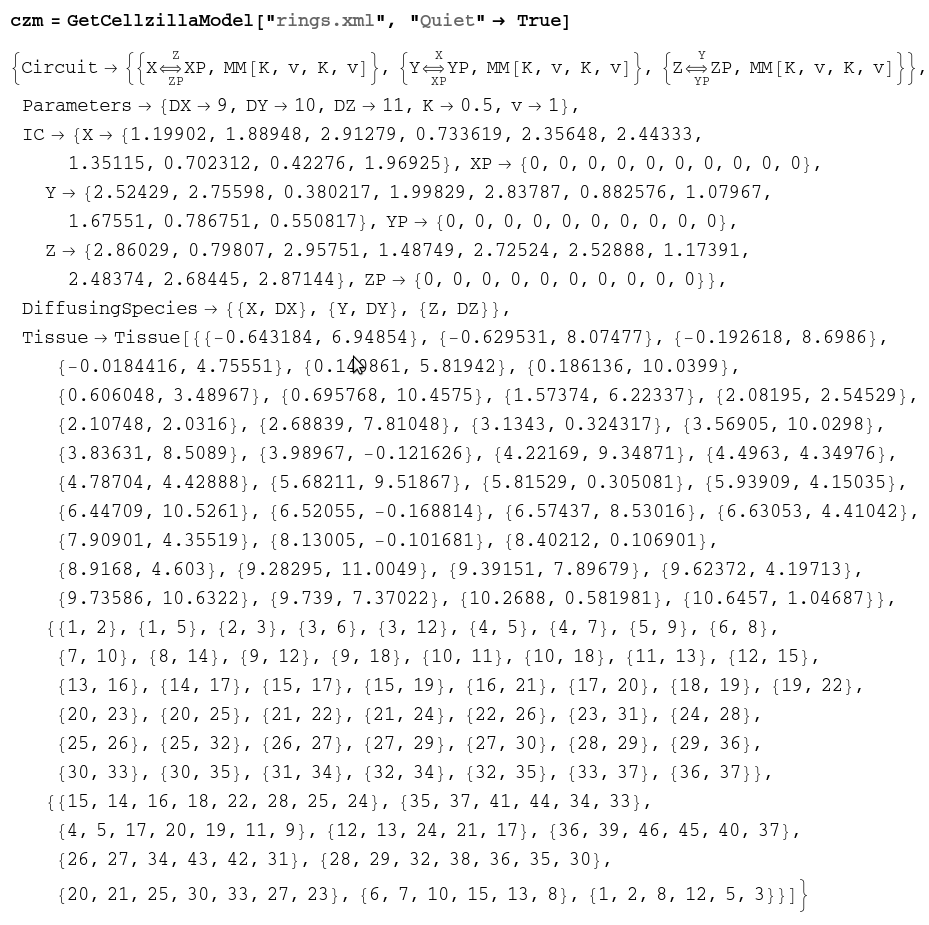 czm = GetCellzillaModel["rings.xml", "Quiet" → True]
{Circuit → {{X ⇔ XP, MM[K, v, K, v]}, {Y ⇔ YP, MM[K, v, K, v]}, {Z ⇔ ZP, MM[K, v, K, v]}},
Z X Y
ZP XP YP
Parameters → {DX → 9, DY → 10, DZ → 11, K → 0.5, v → 1},
IC → {X → {1.19902, 1.88948, 2.91279, 0.733619, 2.35648, 2.44333,
1.35115, 0.702312, 0.42276, 1.96925}, XP → {0, 0, 0, 0, 0, 0, 0, 0, 0, 0},
Y → {2.52429, 2.75598, 0.380217, 1.99829, 2.83787, 0.882576, 1.07967,
1.67551, 0.786751, 0.550817}, YP → {0, 0, 0, 0, 0, 0, 0, 0, 0, 0},
Z → {2.86029, 0.79807, 2.95751, 1.48749, 2.72524, 2.52888, 1.17391,
2.48374, 2.68445, 2.87144}, ZP → {0, 0, 0, 0, 0, 0, 0, 0, 0, 0}},
DiffusingSpecies → {{X, DX}, {Y, DY}, {Z, DZ}},
Tissue → Tissue[{{-0.643184, 6.94854}, {-0.629531, 8.07477}, {-0.192618, 8.6986},
{-0.0184416, 4.75551}, 5.81942}, {0.186136, 10.0399},
{0.606048, 3.48967}, {0.695768, 10.4575}, {1.57374, 6.22337}, {2.08195, 2.54529},
{2.10748, 2.0316}, {2.68839, 7.81048}, {3.1343, 0.324317}, {3.56905, 10.0298},
{3.83631, 8.5089}, {3.98967, -0.121626}, {4.22169, 9.34871}, {4.4963, 4.34976},
{4.78704, 4.42888}, {5.68211, 9.51867}, {5.81529, 0.305081}, {5.93909, 4.15035},
{6.44709, 10.5261}, {6.52055, -0.168814}, {6.57437, 8.53016}, {6.63053, 4.41042},
{7.90901, 4.35519}, {8.13005, -0.101681}, {8.40212, 0.106901},
{8.9168, 4.603}, {9.28295, 11.0049}, {9.39151, 7.89679}, {9.62372, 4.19713},
{9.73586, 10.6322}, {9.739, 7.37022}, {10.2688, 0.581981}, {10.6457, 1.04687}},
{{1, 2}, {1, 5}, {2, 3}, {3, 6}, {3, 12}, {4, 5}, {4, 7}, {5, 9}, {6, 8},
{7, 10}, {8, 14}, {9, 12}, {9, 18}, {10, 11}, {10, 18}, {11, 13}, {12, 15},
{13, 16}, {14, 17}, {15, 17}, {15, 19}, {16, 21}, {17, 20}, {18, 19}, {19, 22},
{20, 23}, {20, 25}, {21, 22}, {21, 24}, {22, 26}, {23, 31}, {24, 28},
{25, 26}, {25, 32}, {26, 27}, {27, 29}, {27, 30}, {28, 29}, {29, 36},
{30, 33}, {30, 35}, {31, 34}, {32, 34}, {32, 35}, {33, 37}, {36, 37}},
{{15, 14, 16, 18, 22, 28, 25, 24}, {35, 37, 41, 44, 34, 33},
{4, 5, 17, 20, 19, 11, 9}, {12, 13, 24, 21, 17}, {36, 39, 46, 45, 40, 37},
{26, 27, 34, 43, 42, 31}, {28, 29, 32, 38, 36, 35, 30},
{20, 21, 25, 30, 33, 27, 23}, {6, 7, 10, 15, 13, 8}, {1, 2, 8, 12, 5, 3}}]}